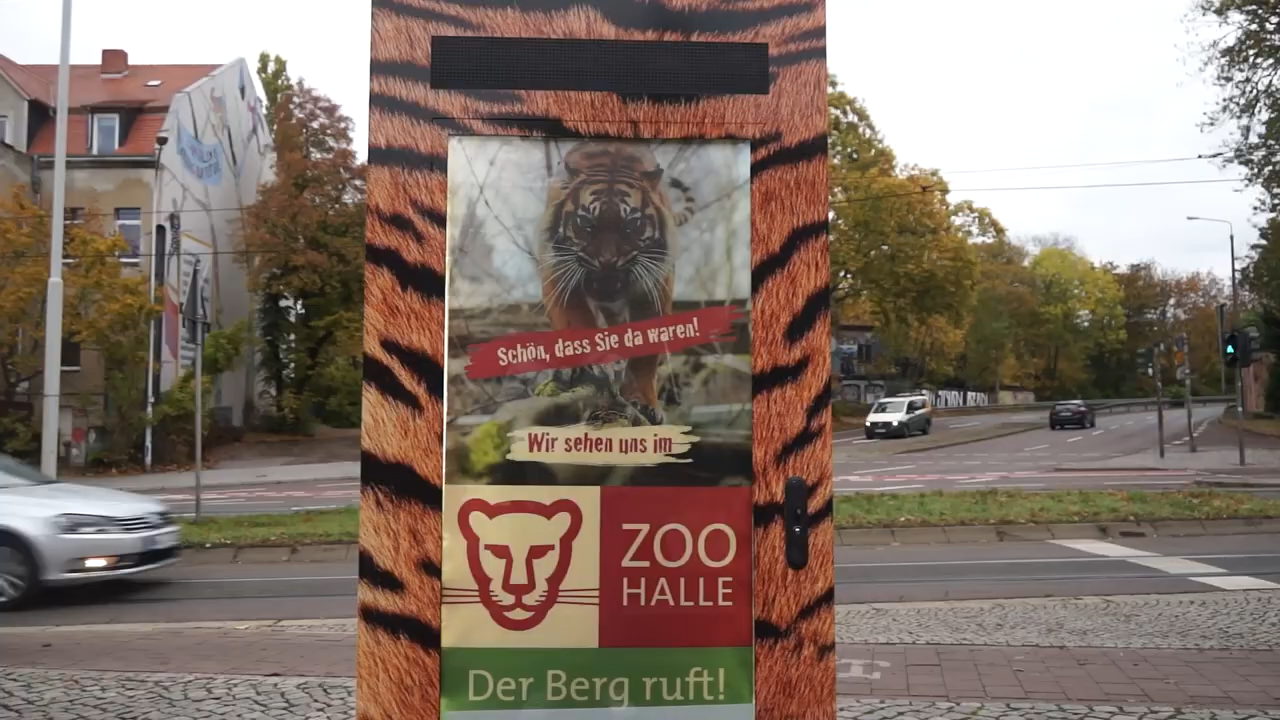 Schön, dass Sie da waren!
Wir sehen uns im
ZOO
HALLE
Der Berg ruft!